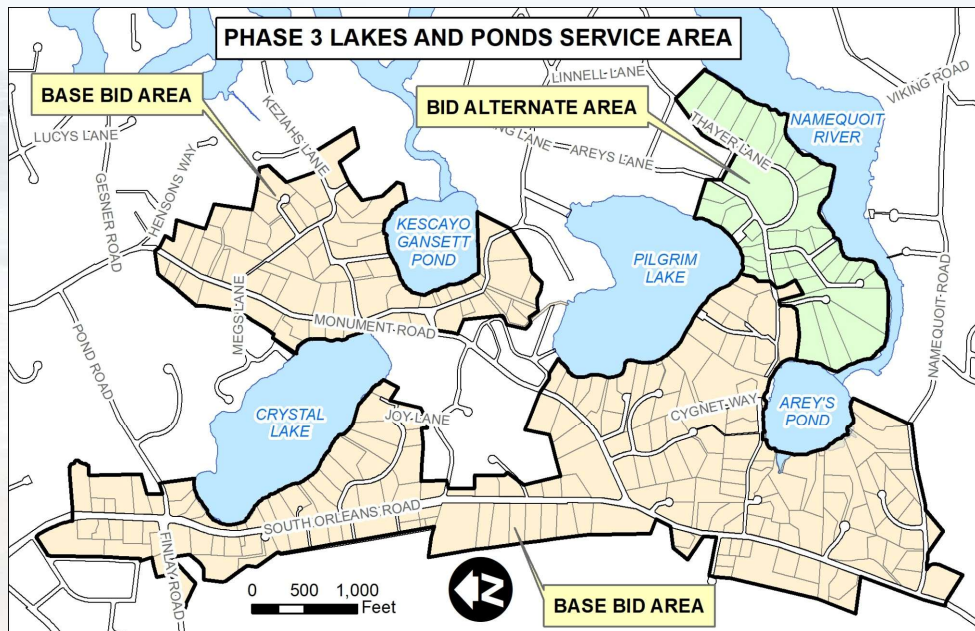 PHASE 3 LAKES AND PONDS SERVICE AREA
BASE BID AREA
BID ALTERNATE AREA
LINNELL LANE
VIKING ROAD
LUCYS LANE
KEZIAHS LANE
NAMEQUOIT
RIVER
THAYER LANE
LANE
AREYS LANE
GESNER ROAD
HENSONS WAY
KESCAYO
GANSETT
POND
PILGRIM
LAKE
NAMEQUOIT-ROAD
MEGS LANE
MONUMENT ROAD
POND ROAD
CRYSTAL
LAKE
JOY LANE
CYGNET-WAY
AREY'S
POND
SOUTH ORLEANS ROAD
FINLAY ROAD
0 500 1,000
Feet
N
BASE BID AREA